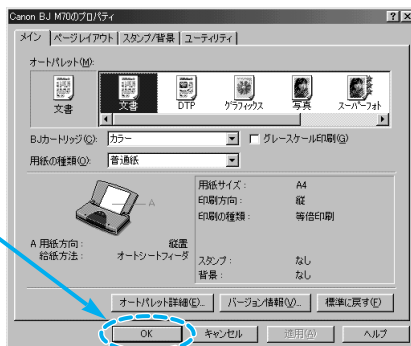 Canon BJ M70のプロパティ
メイン ページレイアウト スタンプ/背景 ユーティリティ
オートパレット(M):
文書 文書 DTP グラフィックス 写真 スーパーフォト
BJカートリッジ(C): カラー グレースケール印刷(G)
用紙の種類(O): 普通紙
A
用紙サイズ: A4
印刷方向: 縦
印刷の種類: 等倍印刷
A 用紙方向: 縦置
給紙方法: オートシートフィーダ
スタンプ: なし
背景: なし
オートパレット詳細(E)... バージョン情報(V)... 標準に戻す(F)
OK キャンセル 適用(A) ヘルプ